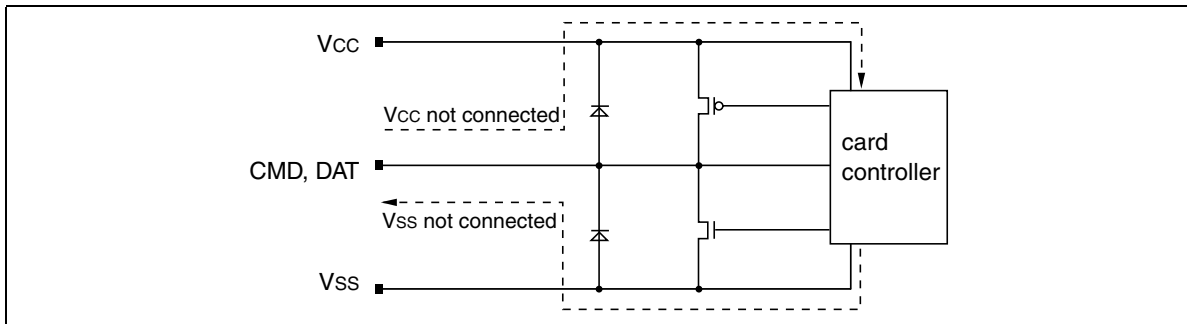 VCC
VCC not connected
CMD, DAT
card
controller
VSS not connected
VSS